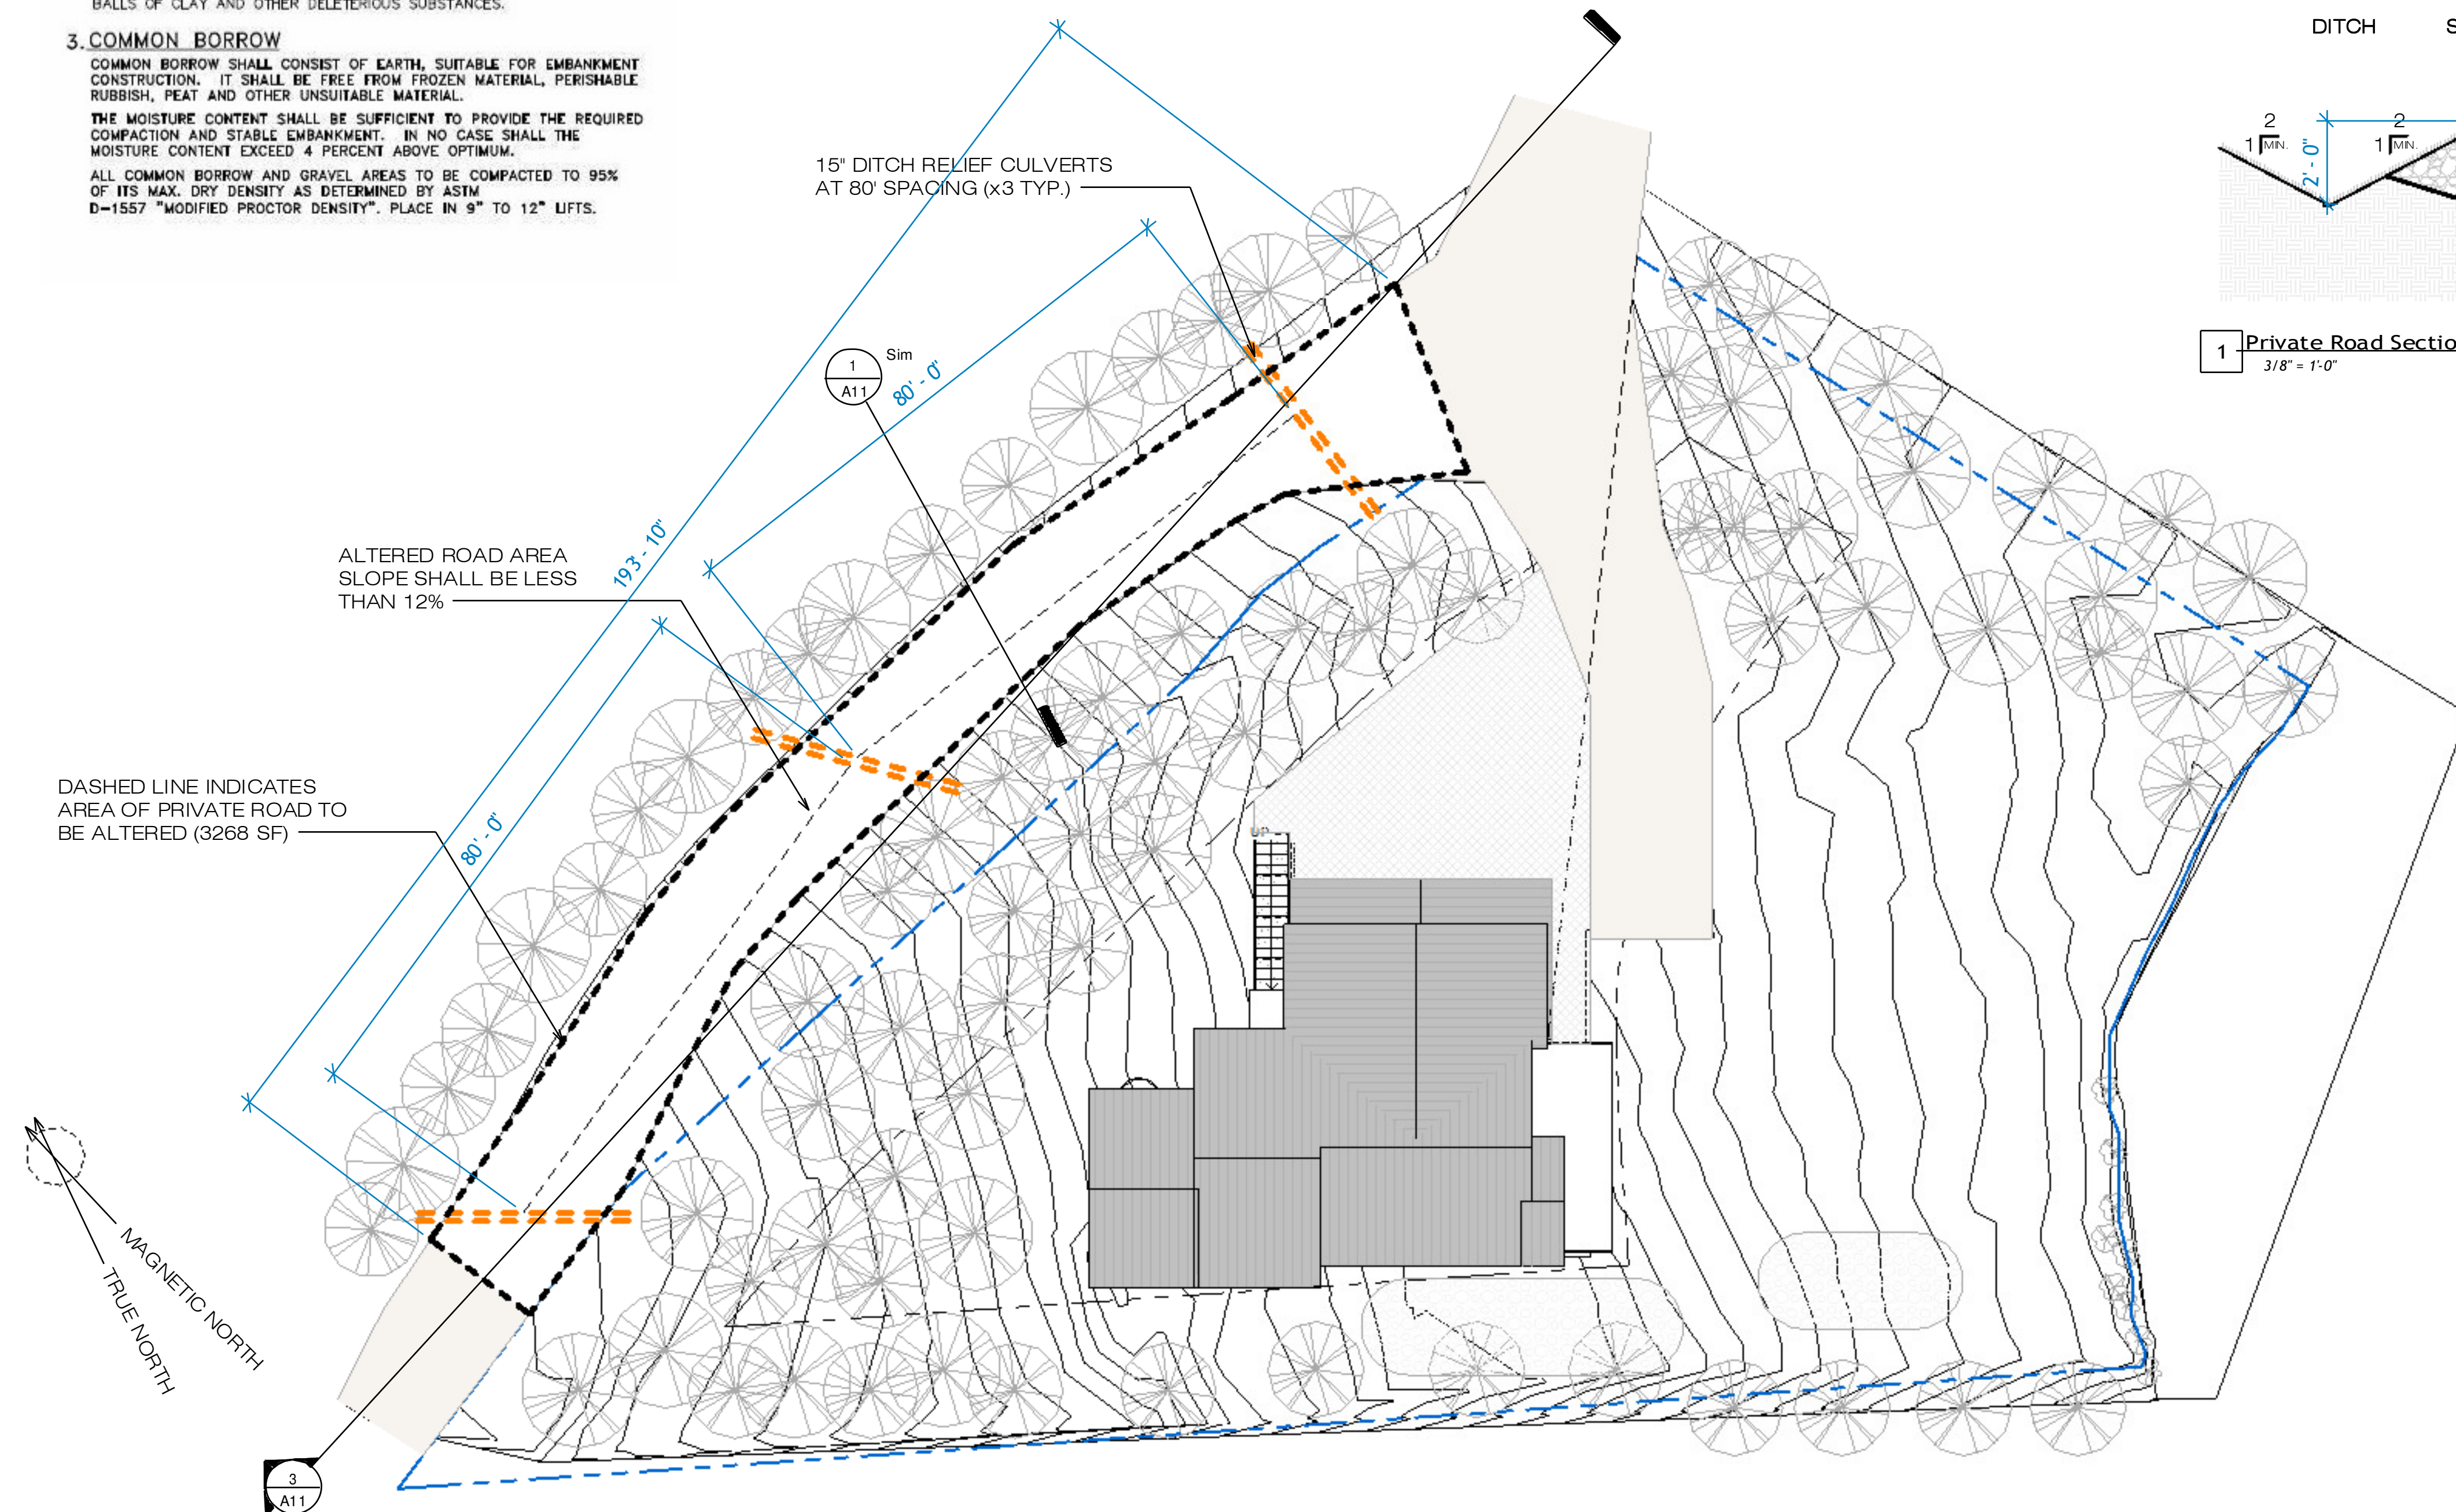 BALLS OF CLAY AND OTHER DELETERIOUS SUBSTANCES.
3. COMMON BORROW
COMMON BORROW SHALL CONSIST OF EARTH, SUITABLE FOR EMBANKMENT
CONSTRUCTION. IT SHALL BE FREE FROM FROZEN MATERIAL, PERISHABLE
RUBBISH, PEAT AND OTHER UNSUITABLE MATERIAL.
THE MOISTURE CONTENT SHALL BE SUFFICIENT TO PROVIDE THE REQUIRED
COMPACTION AND STABLE EMBANKMENT. IN NO CASE SHALL THE
MOISTURE CONTENT EXCEED 4 PERCENT ABOVE OPTIMUM.
ALL COMMON BORROW AND GRAVEL AREAS TO BE COMPACTED TO 95%
OF ITS MAX. DRY DENSITY AS DETERMINED BY ASTM
D-1557 "MODIFIED PROCTOR DENSITY". PLACE IN 9" TO 12" LIFTS.
15" DITCH RELIEF CULVERTS
AT 80' SPACING (x3 TYP.)
DITCH
S
2
1 MIN.
2
1 MIN.
2' - 0"
1 Private Road Sectio
3/8" = 1'-0"
1
A11
Sim
80' - 0"
193' - 10"
ALTERED ROAD AREA
SLOPE SHALL BE LESS
THAN 12%
DASHED LINE INDICATES
AREA OF PRIVATE ROAD TO
BE ALTERED (3268 SF)
80' - 0"
UP
MAGNETIC NORTH
TRUE NORTH
3
A11